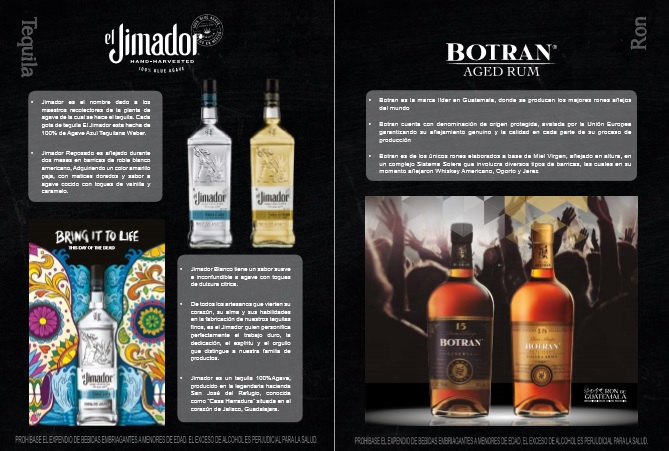 Tequila
el Jimador
HAND-HARVESTED
100% BLUE AGAVE
• Jimador es el nombre dado a los
maestros recolectores de la planta de
agave de la cual se hace el tequila. Cada
gota de tequila El Jimador esta hecha de
100% de Agave Azul Tequilana Weber.
• Jimador Reposado es añejado durante
dos meses en barricas de roble blanco
americano, Adquiriendo un color amarillo
paja, con matices dorados y sabor a
agave cocido con toques de vainilla y
caramelo.
el Jimador
el Jimador
BRING IT TO LIFE
THIS DAY OF THE DEAD
el Jimador
• Jimador Blanco tiene un sabor suave
e inconfundible a agave con toques
de dulzura cítrica.
• De todos los artesanos que vierten su
corazón, su alma y sus habilidades
en la fabricación de nuestros tequilas
finos, es el Jimador quien personifica
perfectamente el trabajo duro, la
dedicación, el espíritu y el orgullo
que distingue a nuestra familia de
productos.
• Jimador es un tequila 100%Agave,
producido en la legendaria hacienda
San José del Refugio, conocida
como "Casa Herradura" situada en el
corazón de Jalisco, Guadalajara.
PROHÍBASE EL EXPENDIO DE BEBIDAS EMBRIAGANTES A MENORES DE EDAD. EL EXCESO DE ALCOHOL ES PERJUDICIAL PARA LA SALUD.
Ron
BOTRAN®
AGED RUM
• Botran es la marca líder en Guatemala, donde se producen los mejores rones añejos
del mundo
• Botran cuenta con denominación de origen protegida, avalada por la Unión Europea
garantizando su añejamiento genuino y la calidad en cada parte de su proceso de
producción
• Botran es de los únicos rones elaborados a base de Miel Virgen, añejado en altura, en
un complejo Sistema Solera que involucra diversos tipos de barricas, las cuales en su
momento añejaron Whiskey Americano, Oporto y Jerez
15
BOTRAN
18
BOTRAN
RON DE
GUATEMALA
PROHÍBASE EL EXPENDIO DE BEBIDAS EMBRIAGANTES A MENORES DE EDAD. EL EXCESO DE ALCOHOL ES PERJUDICIAL PARA LA SALUD.